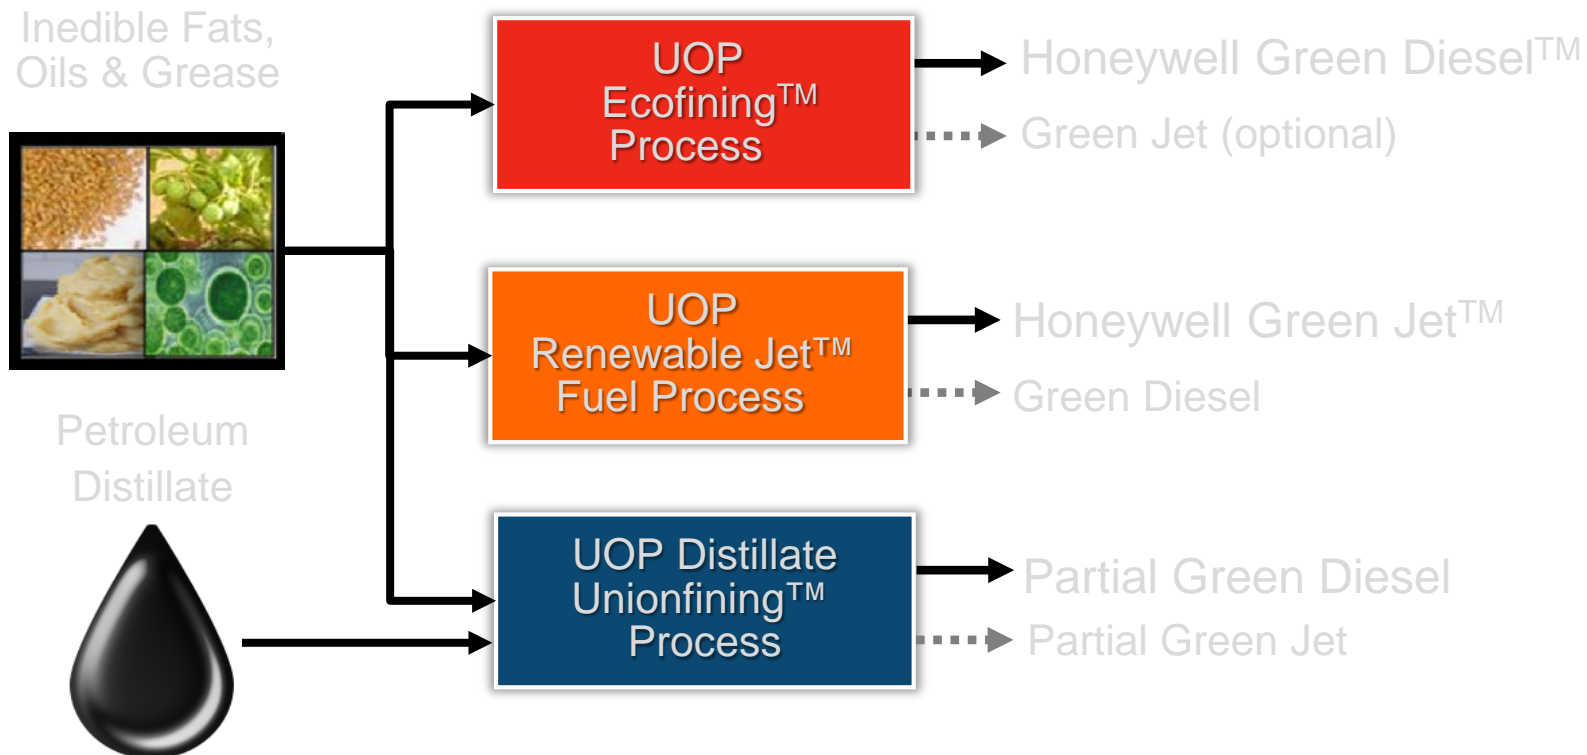 Inedible Fats,
Oils & Grease
UOP
Ecofining™
Process
Honeywell Green Diesel™
Green Jet (optional)
UOP
Renewable Jet™
Fuel Process
Honeywell Green Jet™
Green Diesel
Petroleum
Distillate
UOP Distillate
Unionfining™
Process
Partial Green Diesel
Partial Green Jet